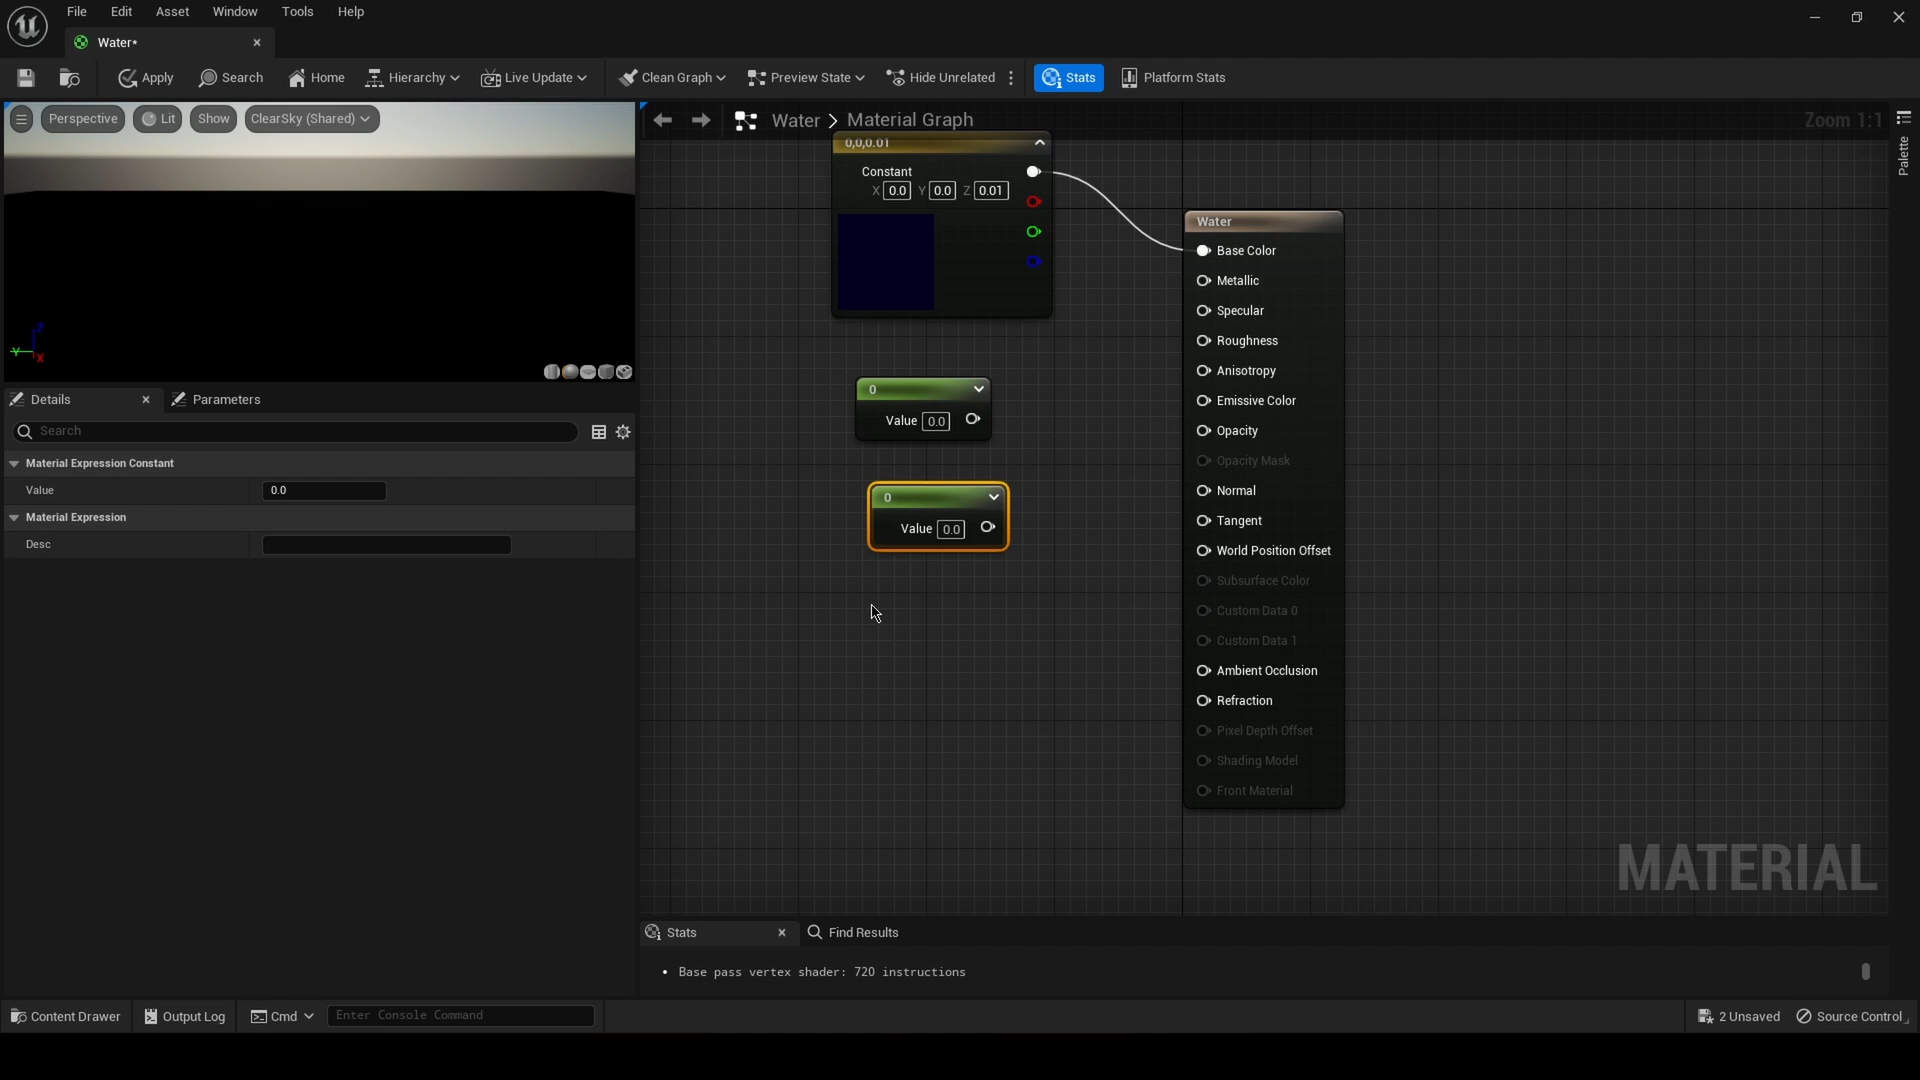 File Edit Asset Window Tools Help
Water*
Apply Search Home Hierarchy Live Update Clean Graph Preview State Hide Unrelated Stats Platform Stats
Perspective Lit Show ClearSky (Shared)
Water > Material Graph
Zoom 1:1
Palette
0,0,0.01
Constant
X 0.0 Y 0.0 Z 0.01
Z
Y X
Water
Base Color
Metallic
Specular
Roughness
Anisotropy
Emissive Color
Opacity
Opacity Mask
Normal
Tangent
World Position Offset
Subsurface Color
Custom Data 0
Custom Data 1
Ambient Occlusion
Refraction
Pixel Depth Offset
Shading Model
Front Material
0
Value 0.0
0
Value 0.0
Details Parameters
Search
Material Expression Constant
Value 0.0
Material Expression
Desc
MATERIAL
Stats Find Results
• Base pass vertex shader: 720 instructions
Content Drawer Output Log Cmd Enter Console Command 2 Unsaved Source Control